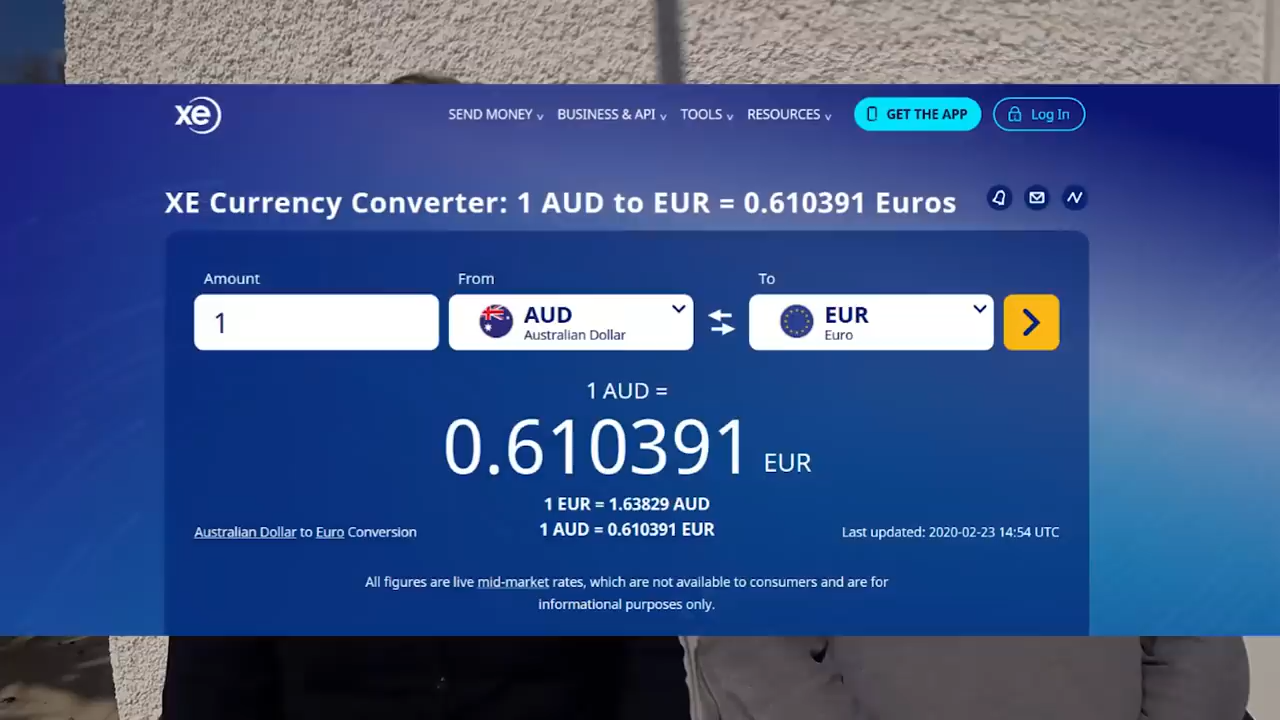 xe
SEND MONEY BUSINESS & API TOOLS RESOURCES GET THE APP Log In
XE Currency Converter: 1 AUD to EUR = 0.610391 Euros
Amount From To
1 AUD EUR
Australian Dollar Euro
1 AUD =
0.610391 EUR
1 EUR = 1.63829 AUD
1 AUD = 0.610391 EUR
Australian Dollar to Euro Conversion Last updated: 2020-02-23 14:54 UTC
All figures are live mid-market rates, which are not available to consumers and are for
informational purposes only.